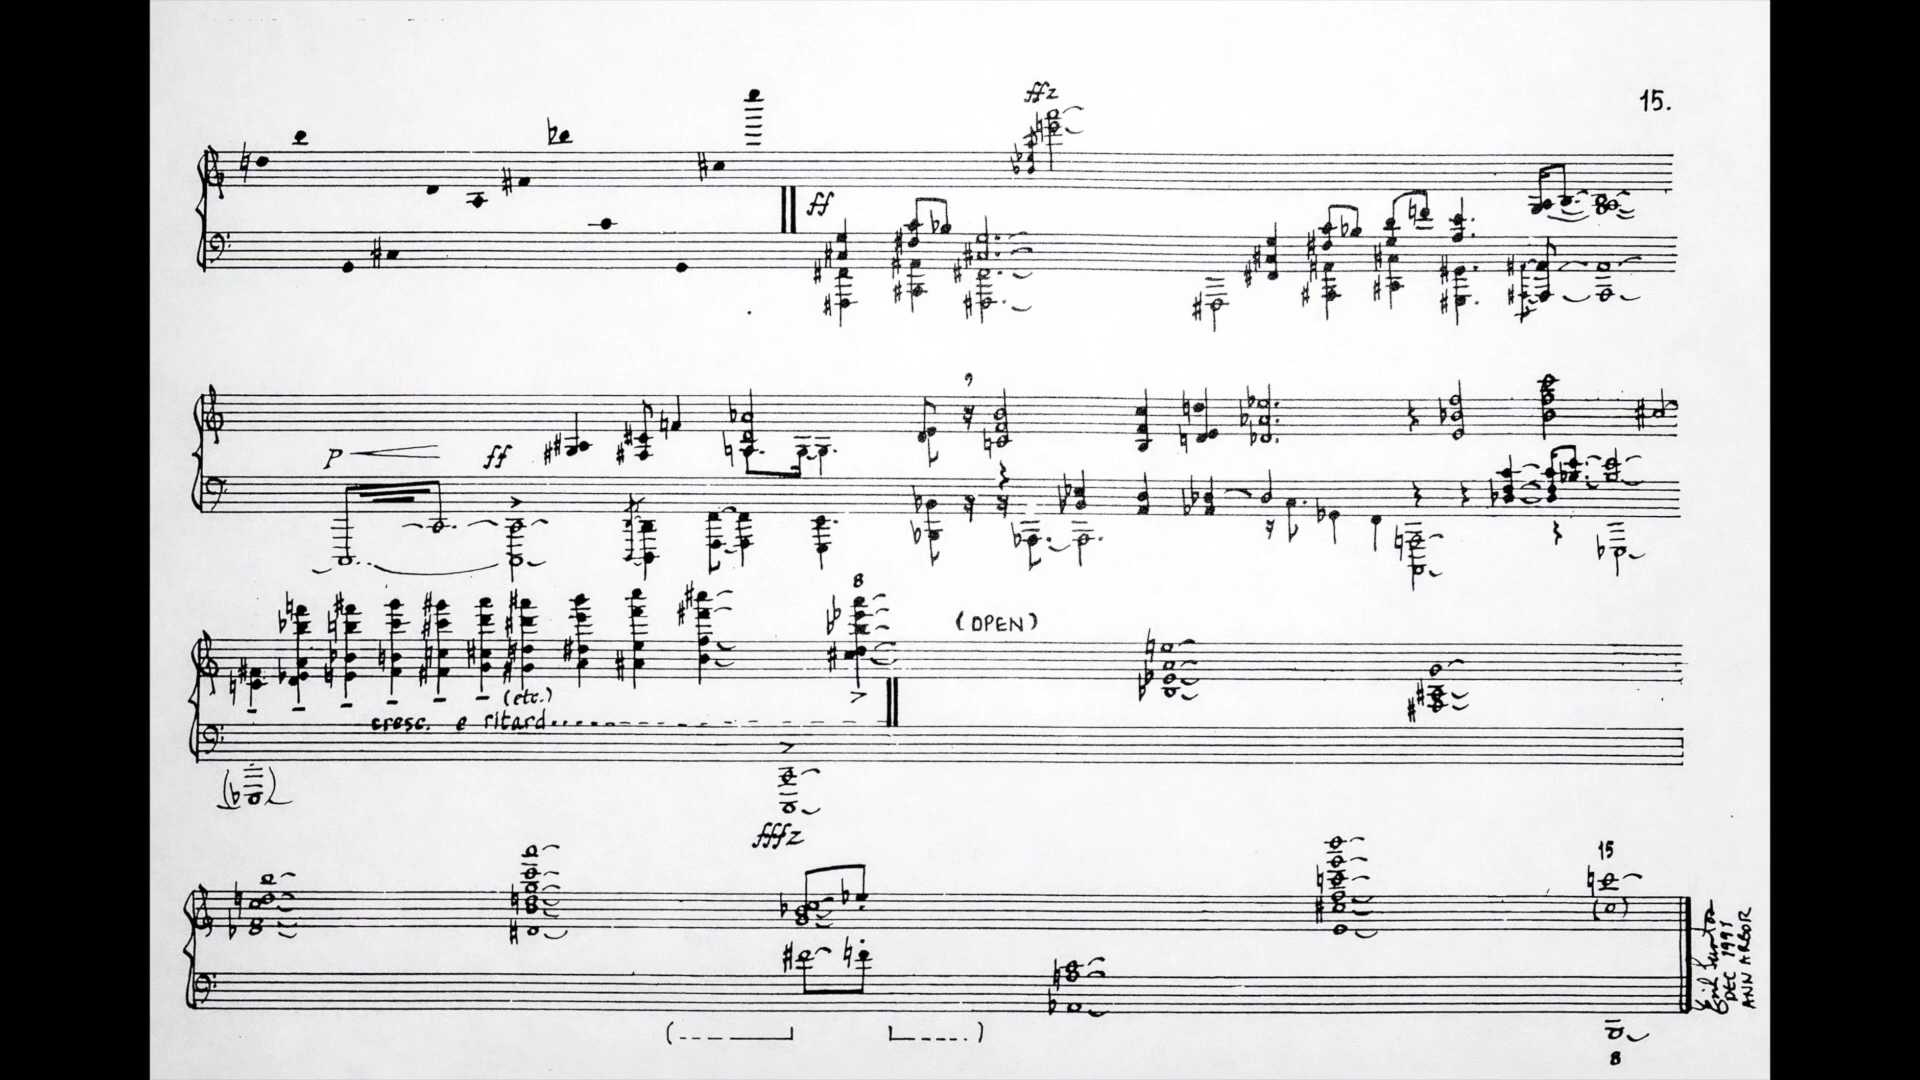 15.
ffz
ff
p ff
8
(OPEN)
(etc.)
cresc. e ritard.
fffz
15
8
DEC 1991
ANN ARBOR